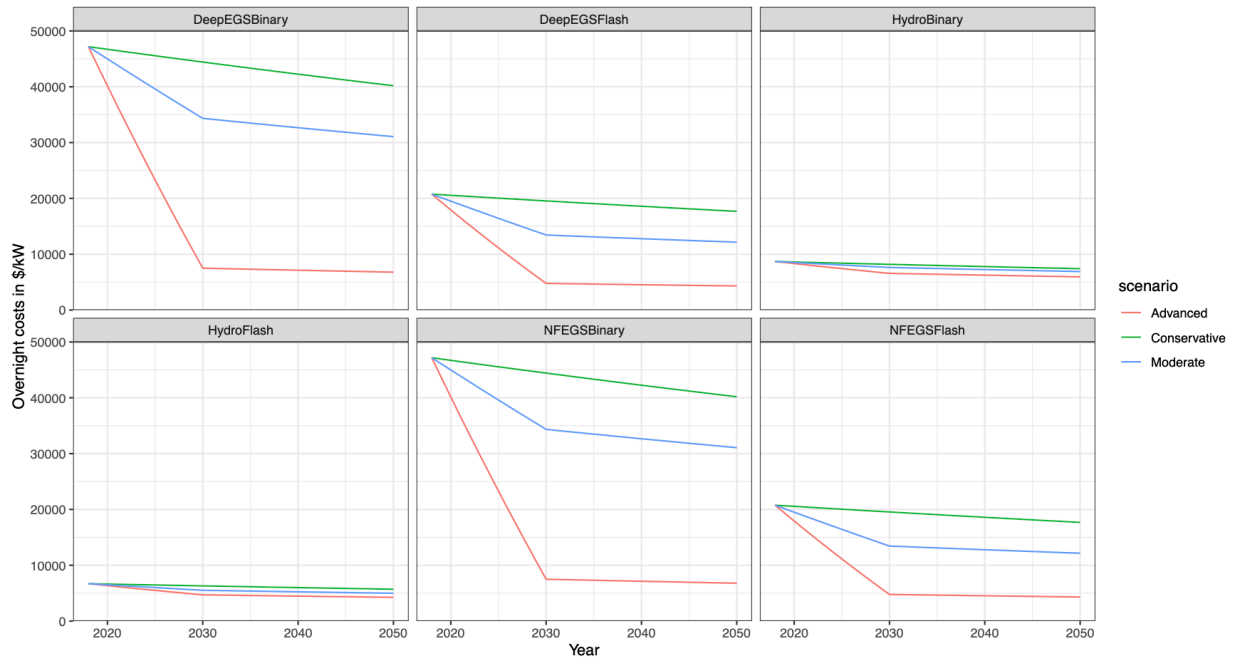 DeepEGSBinary
DeepEGSFlash
HydroBinary
50000
40000
30000
20000
10000
0
HydroFlash
NFEGSBinary
NFEGSFlash
50000
40000
30000
20000
10000
0
2020 2030 2040 2050
2020 2030 2040 2050
2020 2030 2040 2050
Overnight costs in $/kW
Year
scenario
Advanced
Conservative
Moderate